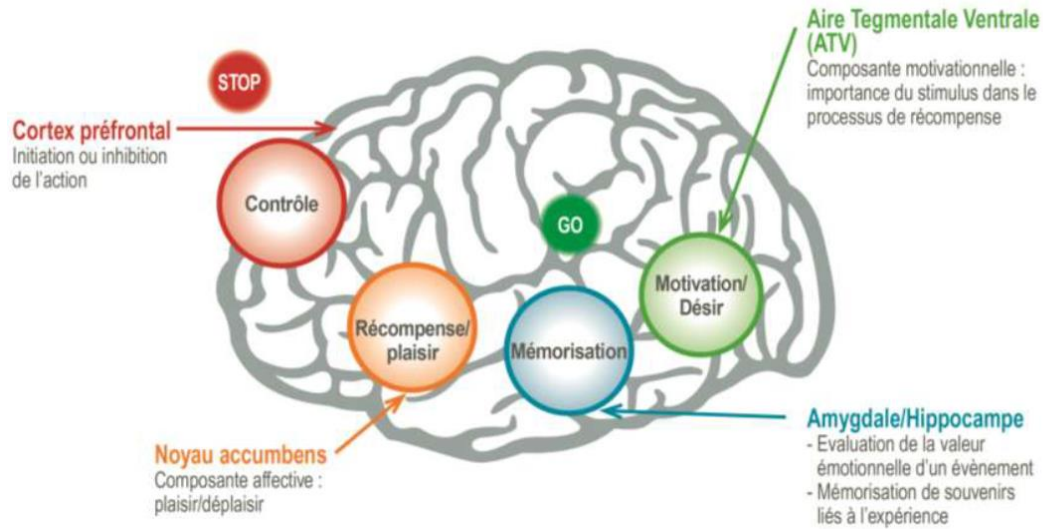 Aire Tegmentale Ventrale
(ATV)
Composante motivationnelle :
importance du stimulus dans le
processus de récompense
STOP
Cortex préfrontal
Initiation ou inhibition
de l'action
Contrôle
GO
Motivation/
Désir
Récompense/
plaisir
Mémorisation
Amygdale/Hippocampe
- Evaluation de la valeur
émotionnelle d'un évènement
- Mémorisation de souvenirs
liés à l'expérience
Noyau accumbens
Composante affective :
plaisir/déplaisir